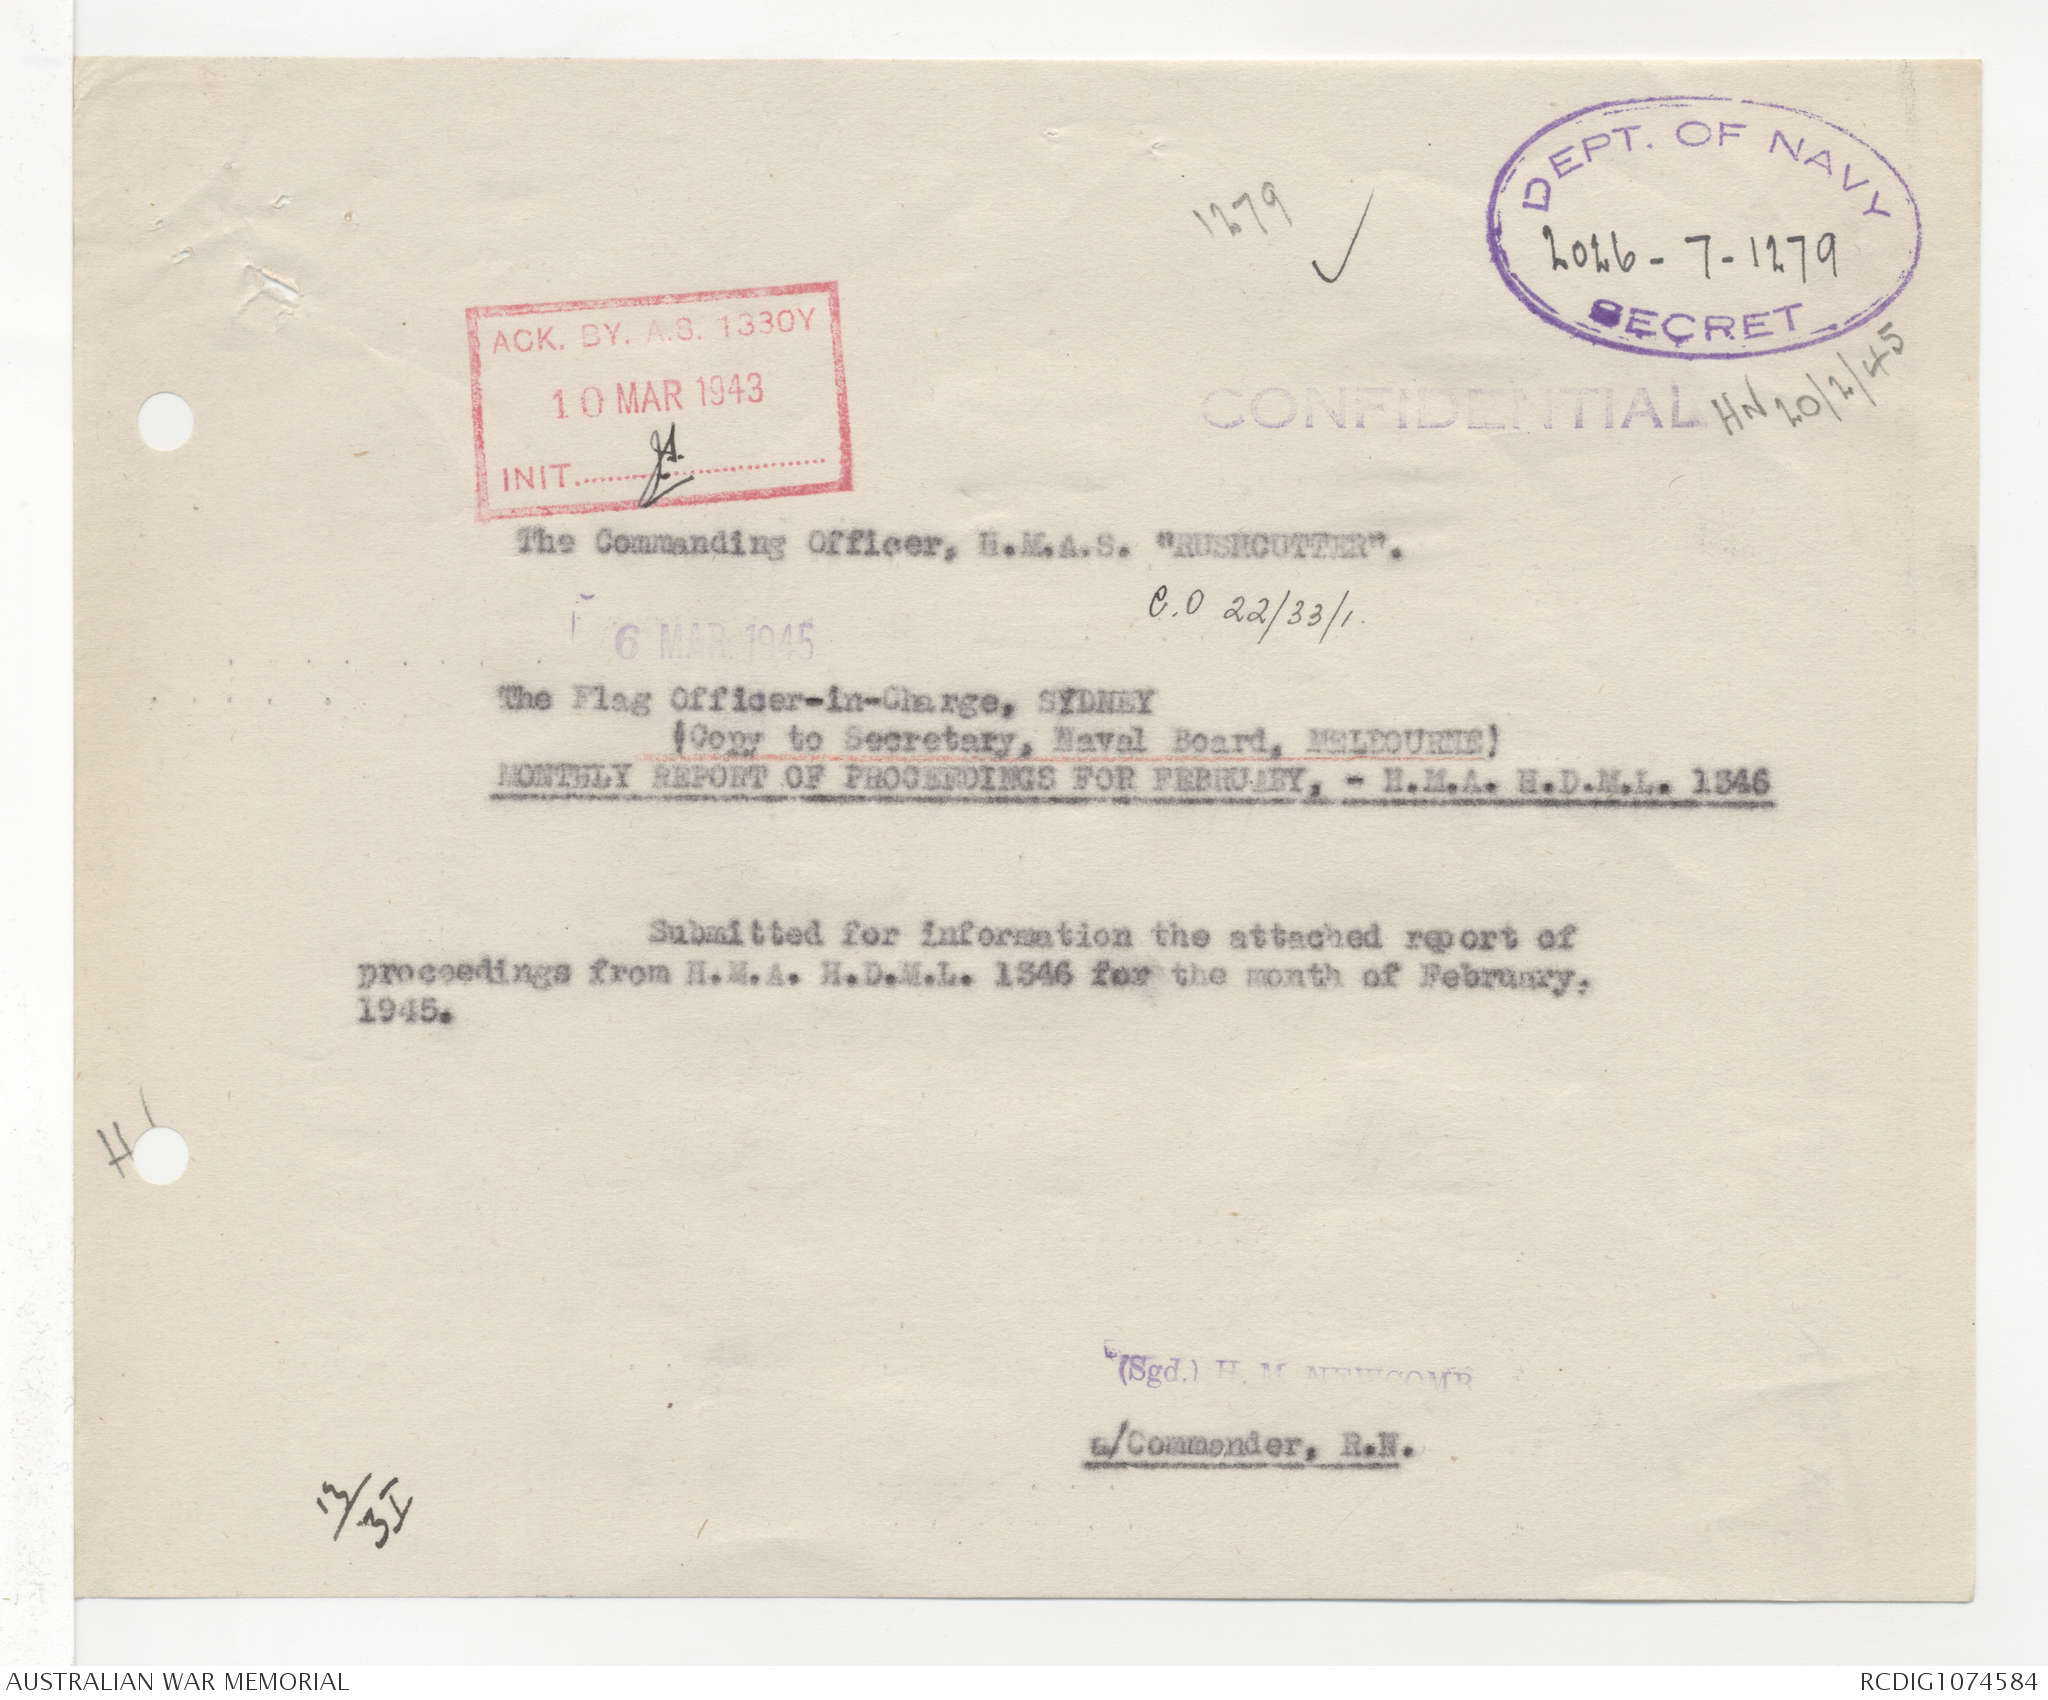 DEPT. OF NAVY
2026-7-1279
SECRET
1279
ACK. BY. A.S. 1330Y
10 MAR 1943
INIT.
CONFIDENTIAL
HN 20/2/45
The Commanding Officer, H.M.A.S. "RUSHCUTTER".
C.O 22/33/1.
6 MAR 1945
The Flag Officer-in-Charge, SYDNEY
(Copy to Secretary, Naval Board, MELBOURNE)
MONTHLY REPORT OF PROCEEDINGS FOR FEBRUARY, - H.M.A. H.D.M.L. 1346
Submitted for information the attached report of
proceedings from H.M.A. H.D.M.L. 1346 for the month of February,
1945.
H
(Sgd.) H. M. NEWCOMB
a/Commander, R.N.
AUSTRALIAN WAR MEMORIAL
RCDIG1074584